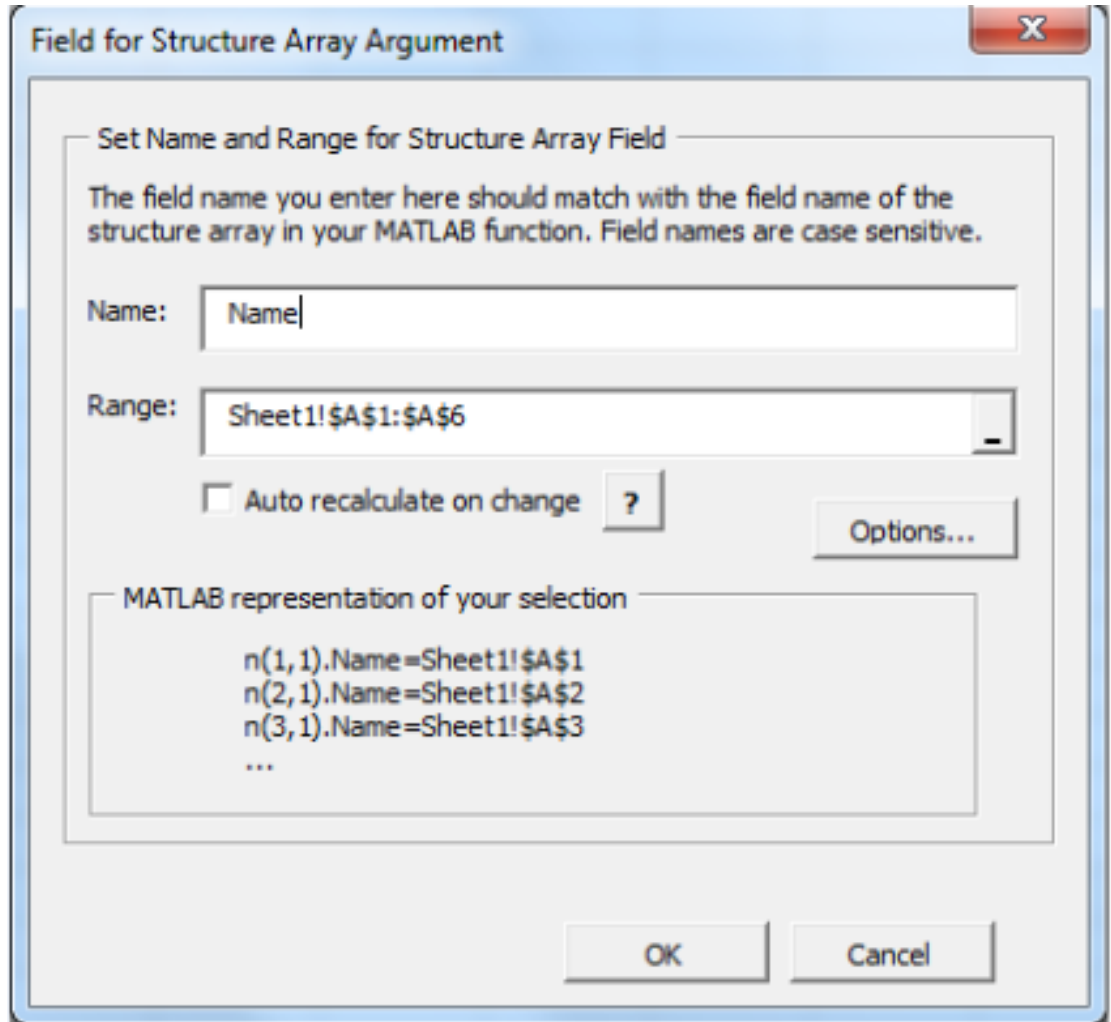 Field for Structure Array Argument
x
Set Name and Range for Structure Array Field
The field name you enter here should match with the field name of the
structure array in your MATLAB function. Field names are case sensitive.
Name: Name
Range: Sheet1!$A$1:$A$6
Auto recalculate on change ?
Options...
MATLAB representation of your selection
n(1,1).Name=Sheet1!$A$1
n(2,1).Name=Sheet1!$A$2
n(3,1).Name=Sheet1!$A$3
...
OK Cancel